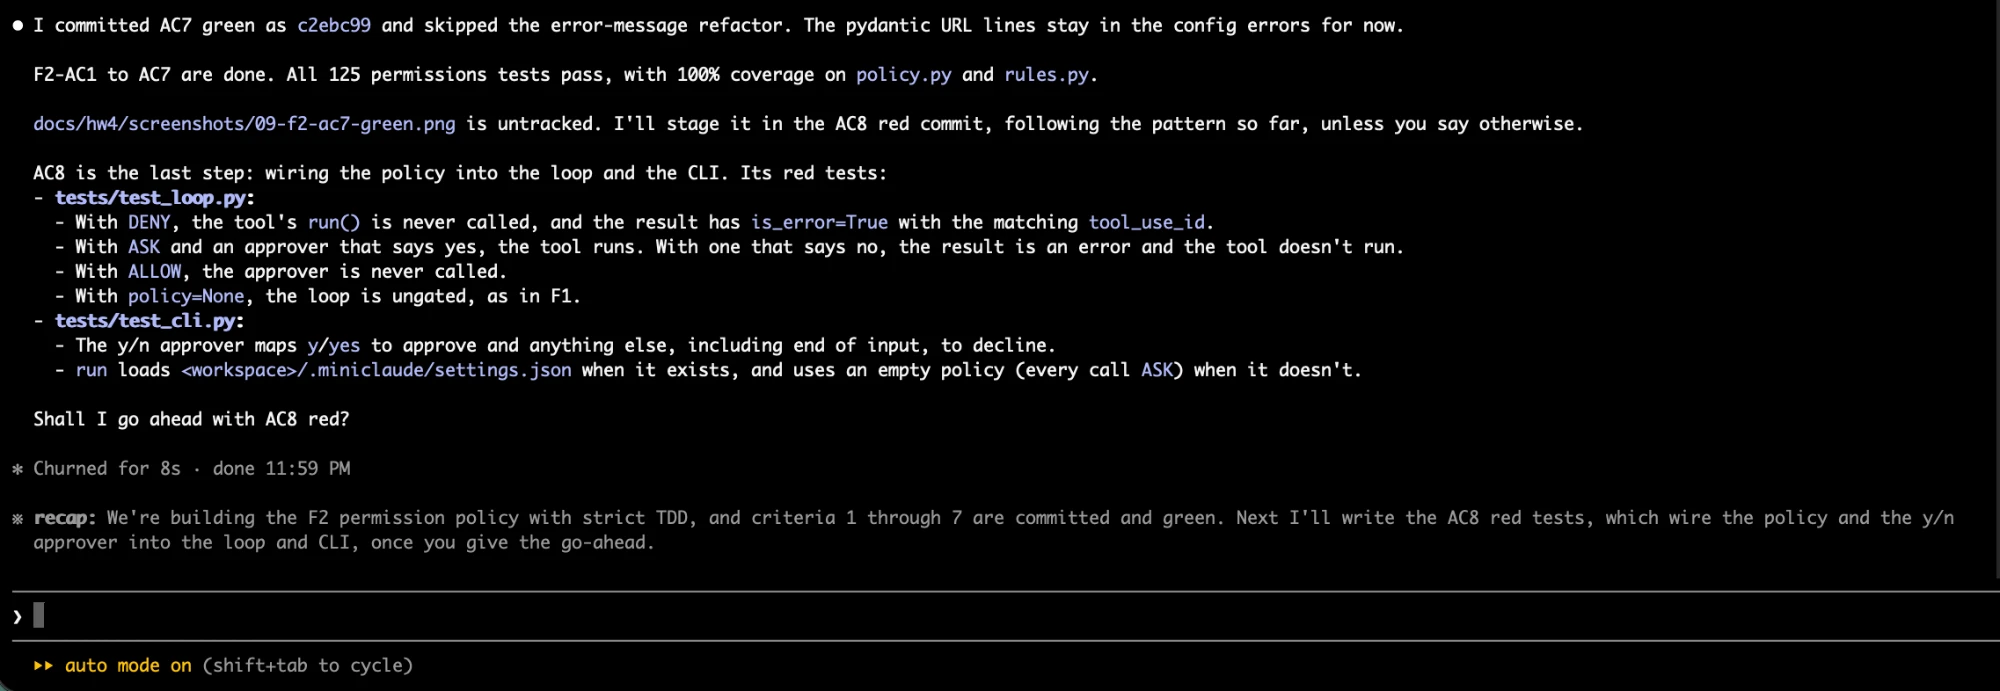 ● I committed AC7 green as c2ebc99 and skipped the error-message refactor. The pydantic URL lines stay in the config errors for now.
F2-AC1 to AC7 are done. All 125 permissions tests pass, with 100% coverage on policy.py and rules.py.
docs/hw4/screenshots/09-f2-ac7-green.png is untracked. I'll stage it in the AC8 red commit, following the pattern so far, unless you say otherwise.
AC8 is the last step: wiring the policy into the loop and the CLI. Its red tests:
- tests/test_loop.py:
- With DENY, the tool's run() is never called, and the result has is_error=True with the matching tool_use_id.
- With ASK and an approver that says yes, the tool runs. With one that says no, the result is an error and the tool doesn't run.
- With ALLOW, the approver is never called.
- With policy=None, the loop is ungated, as in F1.
- tests/test_cli.py:
- The y/n approver maps y/yes to approve and anything else, including end of input, to decline.
- run loads <workspace>/.miniclaude/settings.json when it exists, and uses an empty policy (every call ASK) when it doesn't.
Shall I go ahead with AC8 red?
✻ Churned for 8s · done 11:59 PM
※ recap: We're building the F2 permission policy with strict TDD, and criteria 1 through 7 are committed and green. Next I'll write the AC8 red tests, which wire the policy and the y/n
approver into the loop and CLI, once you give the go-ahead.
❯
⏵⏵ auto mode on (shift+tab to cycle)